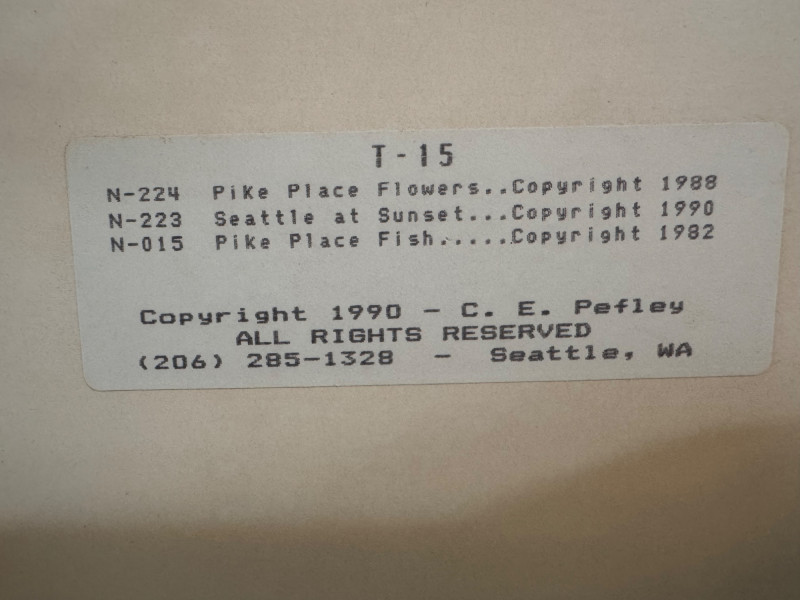 T-15
N-224 Pike Place Flowers..Copyright 1988
N-223 Seattle at Sunset...Copyright 1990
N-015 Pike Place Fish.....Copyright 1982
Copyright 1990 - C. E. Pefley
ALL RIGHTS RESERVED
(206) 285-1328 - Seattle, WA